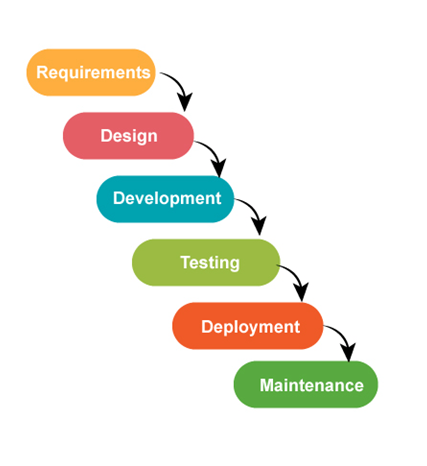 Requirements
Design
Development
Testing
Deployment
Maintenance